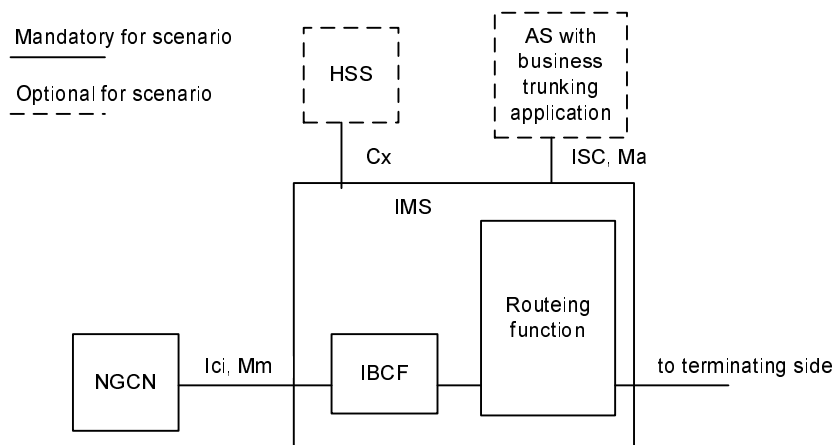 Mandatory for scenario
Optional for scenario
HSS
AS with
business
trunking
application
Cx
ISC, Ma
IMS
Routeing
function
NGCN
Ici, Mm
IBCF
to terminating side